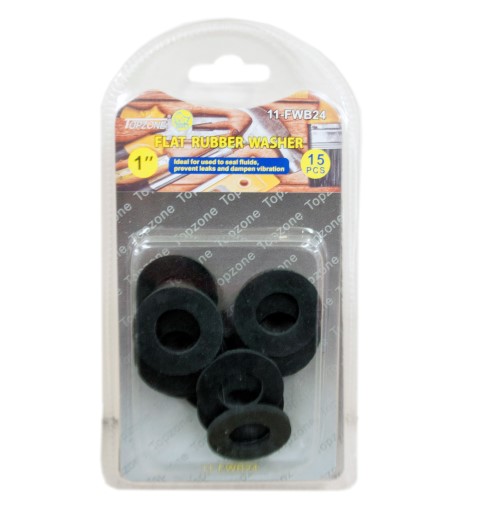 11-FWB24
TOPZONE
FLAT RUBBER WASHER
1"
Ideal for used to seal fluids,
prevent leaks and dampen vibration
15
PCS
Topzone Topzone Topzone Topzone
Topzone Topzone Topzone
11-FWB24